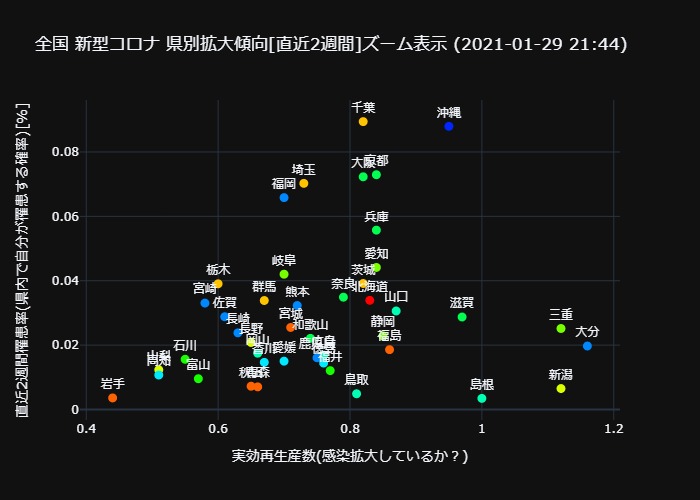 全国 新型コロナ 県別拡大傾向[直近2週間]ズーム表示 (2021-01-29 21:44)
直近2週間罹患率(県内で自分が罹患する確率)[%]
千葉
沖縄
0.08
大阪
京都
埼玉
福岡
0.06
兵庫
愛知
岐阜
栃木
茨城
0.04
宮崎
群馬
熊本
奈良
北海道
佐賀
山口
長崎
宮城
滋賀
三重
長野
和歌山
静岡
福島
大分
0.02
石川
香川
愛媛
山梨
富山
福井
新潟
岩手
青森
鳥取
島根
0
0.4
0.6
0.8
1
1.2
実効再生産数(感染拡大しているか？)